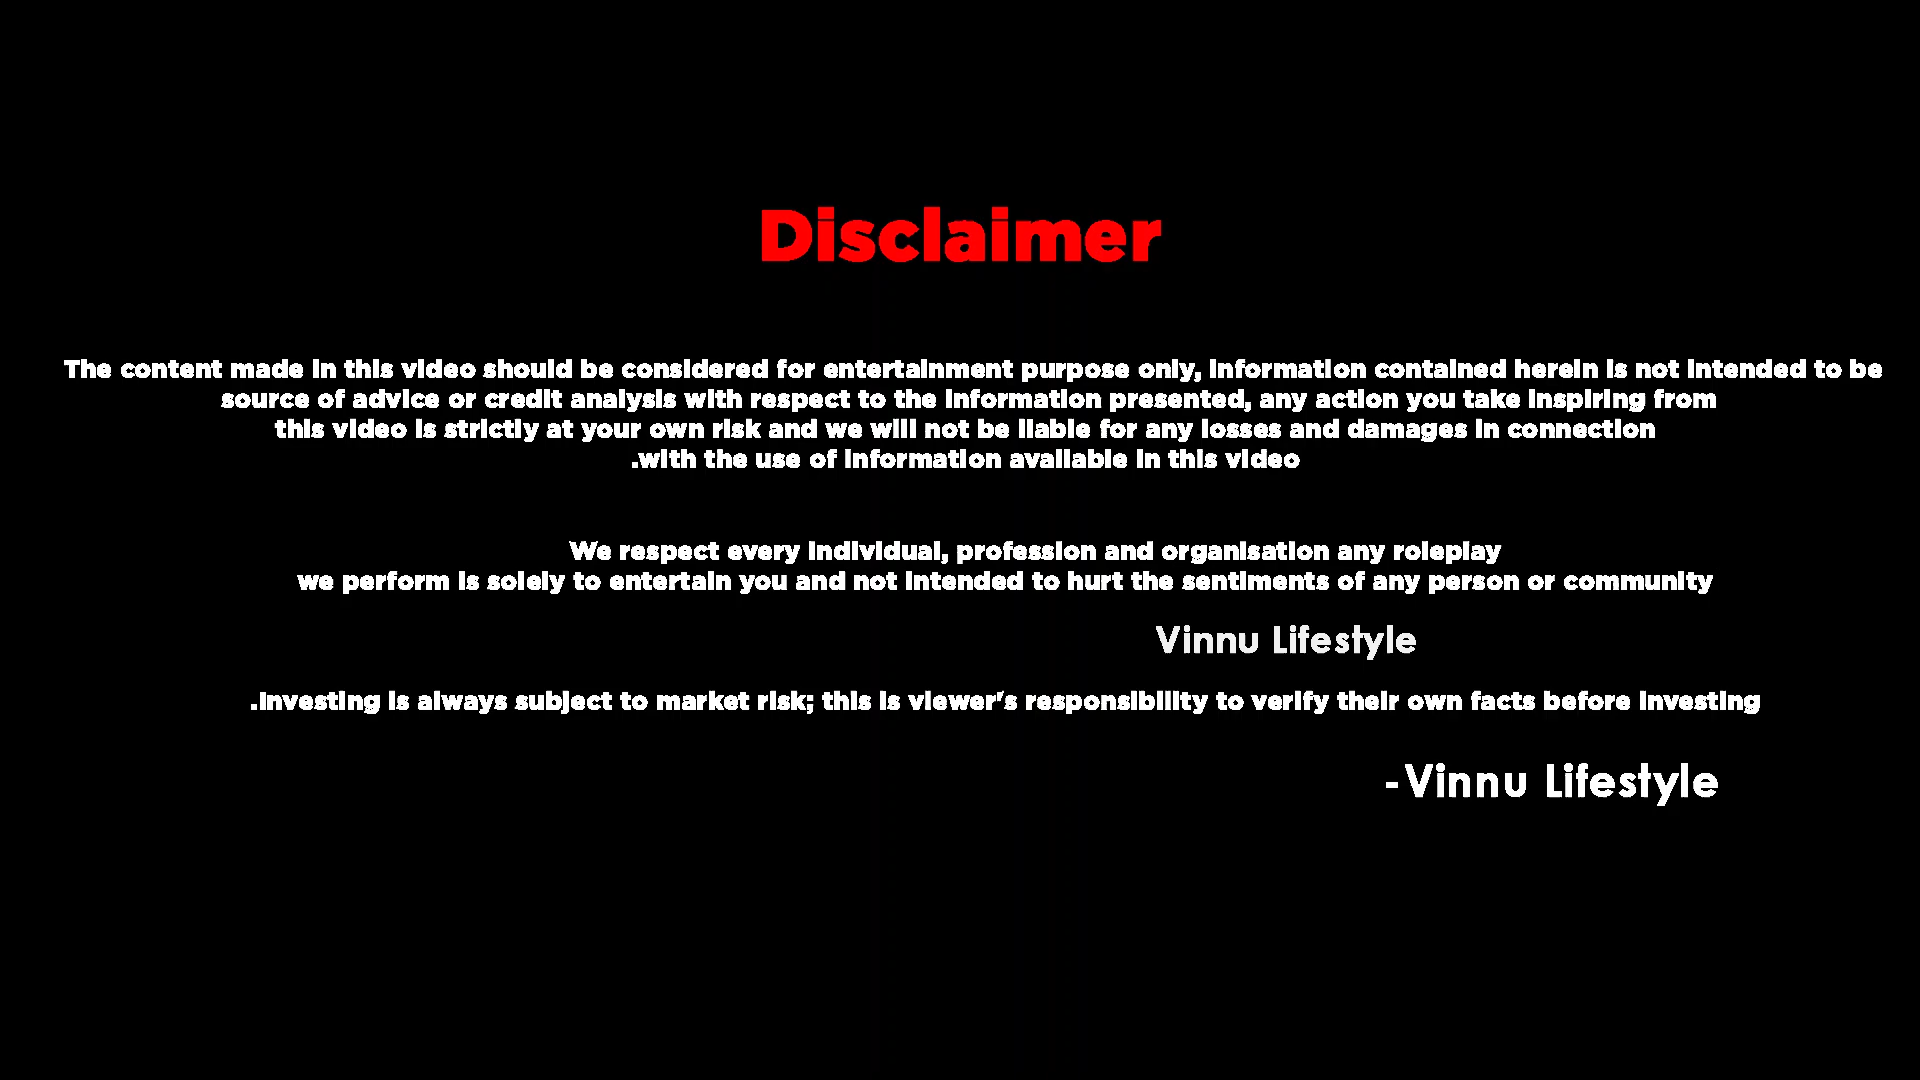 Disclaimer
The content made in this video should be considered for entertainment purpose only, information contained herein is not intended to be
source of advice or credit analysis with respect to the information presented, any action you take inspiring from
this video is strictly at your own risk and we will not be liable for any losses and damages in connection
.with the use of information available in this video
We respect every individual, profession and organisation any roleplay
we perform is solely to entertain you and not intended to hurt the sentiments of any person or community
Vinnu Lifestyle
.Investing is always subject to market risk; this is viewer's responsibility to verify their own facts before investing
-Vinnu Lifestyle